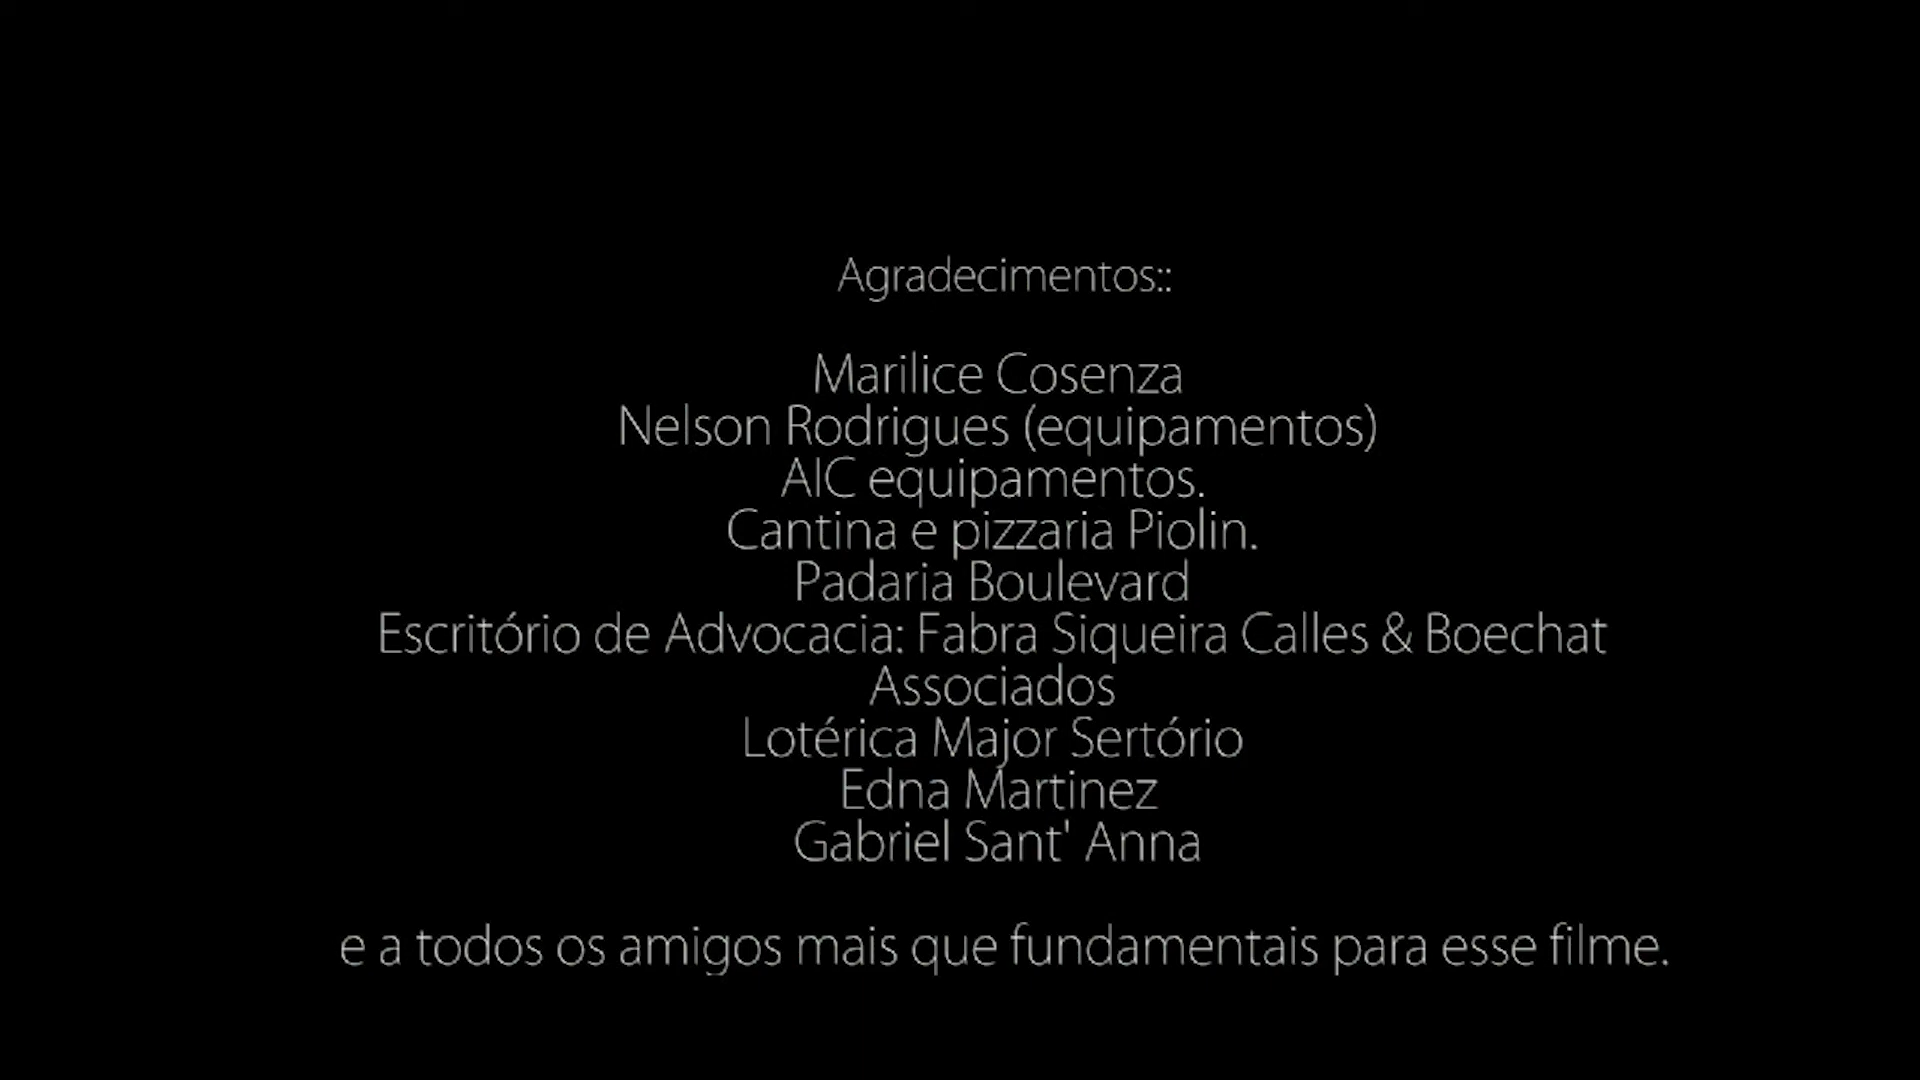 Agradecimentos::
Marilice Cosenza
Nelson Rodrigues (equipamentos)
AIC equipamentos.
Cantina e pizzaria Piolin.
Padaria Boulevard
Escritório de Advocacia: Fabra Siqueira Calles & Boechat
Associados
Lotérica Major Sertório
Edna Martinez
Gabriel Sant' Anna
e a todos os amigos mais que fundamentais para esse filme.